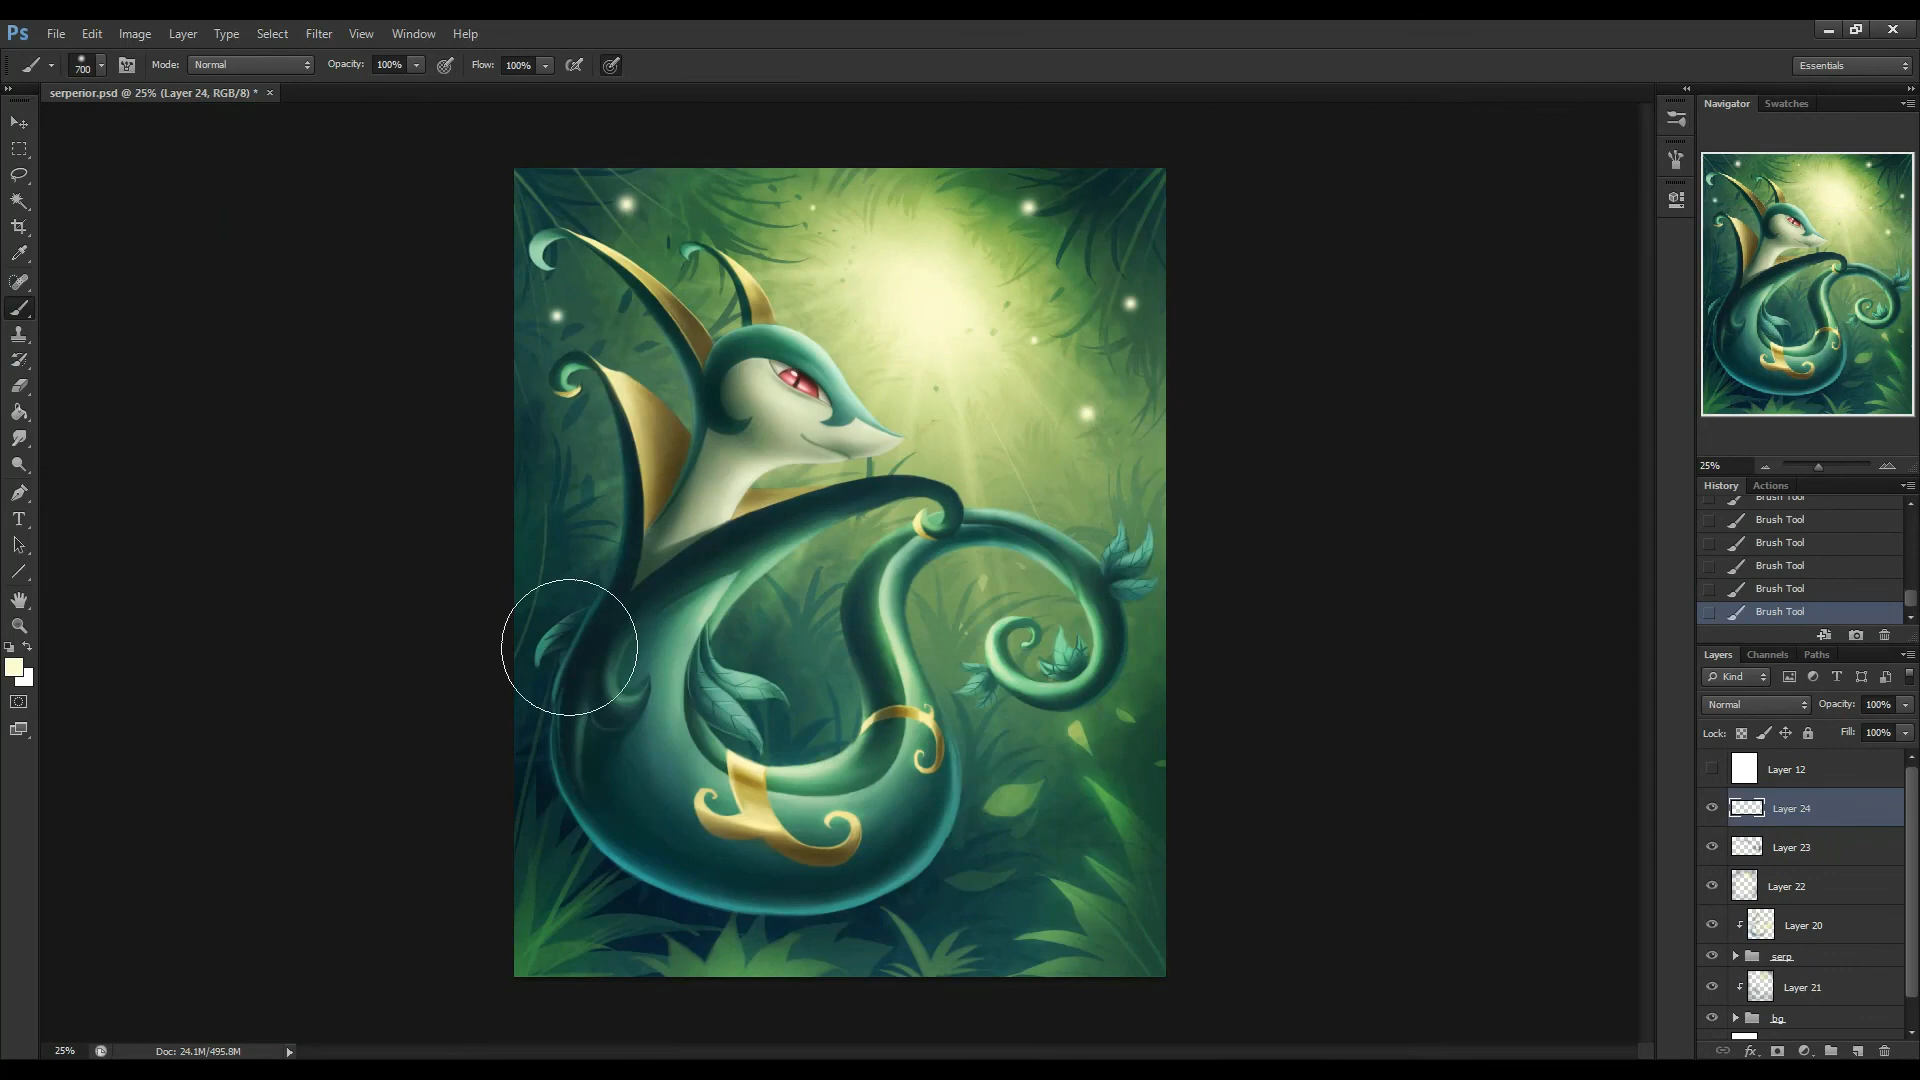 Ps File Edit Image Layer Type Select Filter View Window Help
700 Mode: Normal Opacity: 100% Flow: 100% Essentials
serperior.psd @ 25% (Layer 24, RGB/8) * ×
Navigator Swatches
25%
History Actions
Brush Tool
Brush Tool
Brush Tool
Brush Tool
Brush Tool
Brush Tool
Layers Channels Paths
Kind
Normal Opacity: 100%
Lock: Fill: 100%
Layer 12
Layer 24
Layer 23
Layer 22
Layer 20
serp
Layer 21
bg
25% Doc: 24.1M/495.8M